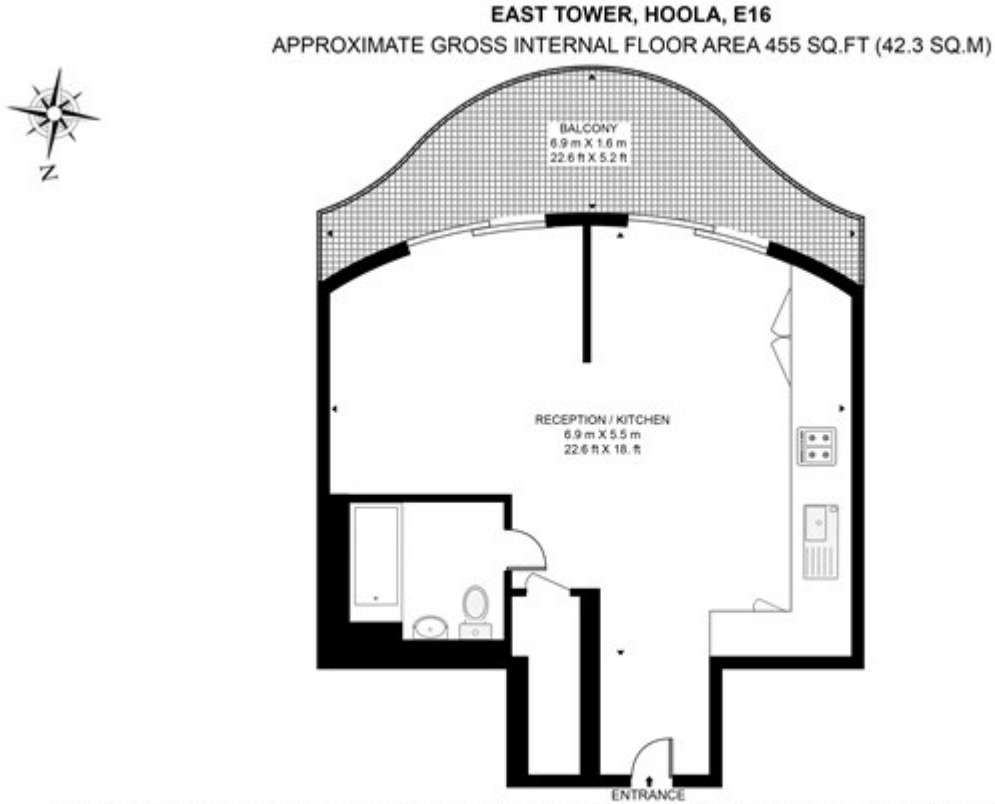 EAST TOWER, HOOLA, E16
APPROXIMATE GROSS INTERNAL FLOOR AREA 455 SQ.FT (42.3 SQ.M)
N
BALCONY
6.9 m X 1.6 m
22.6 ft X 5.2 ft
RECEPTION / KITCHEN
6.9 m X 5.5 m
22.6 ft X 18. ft
ENTRANCE